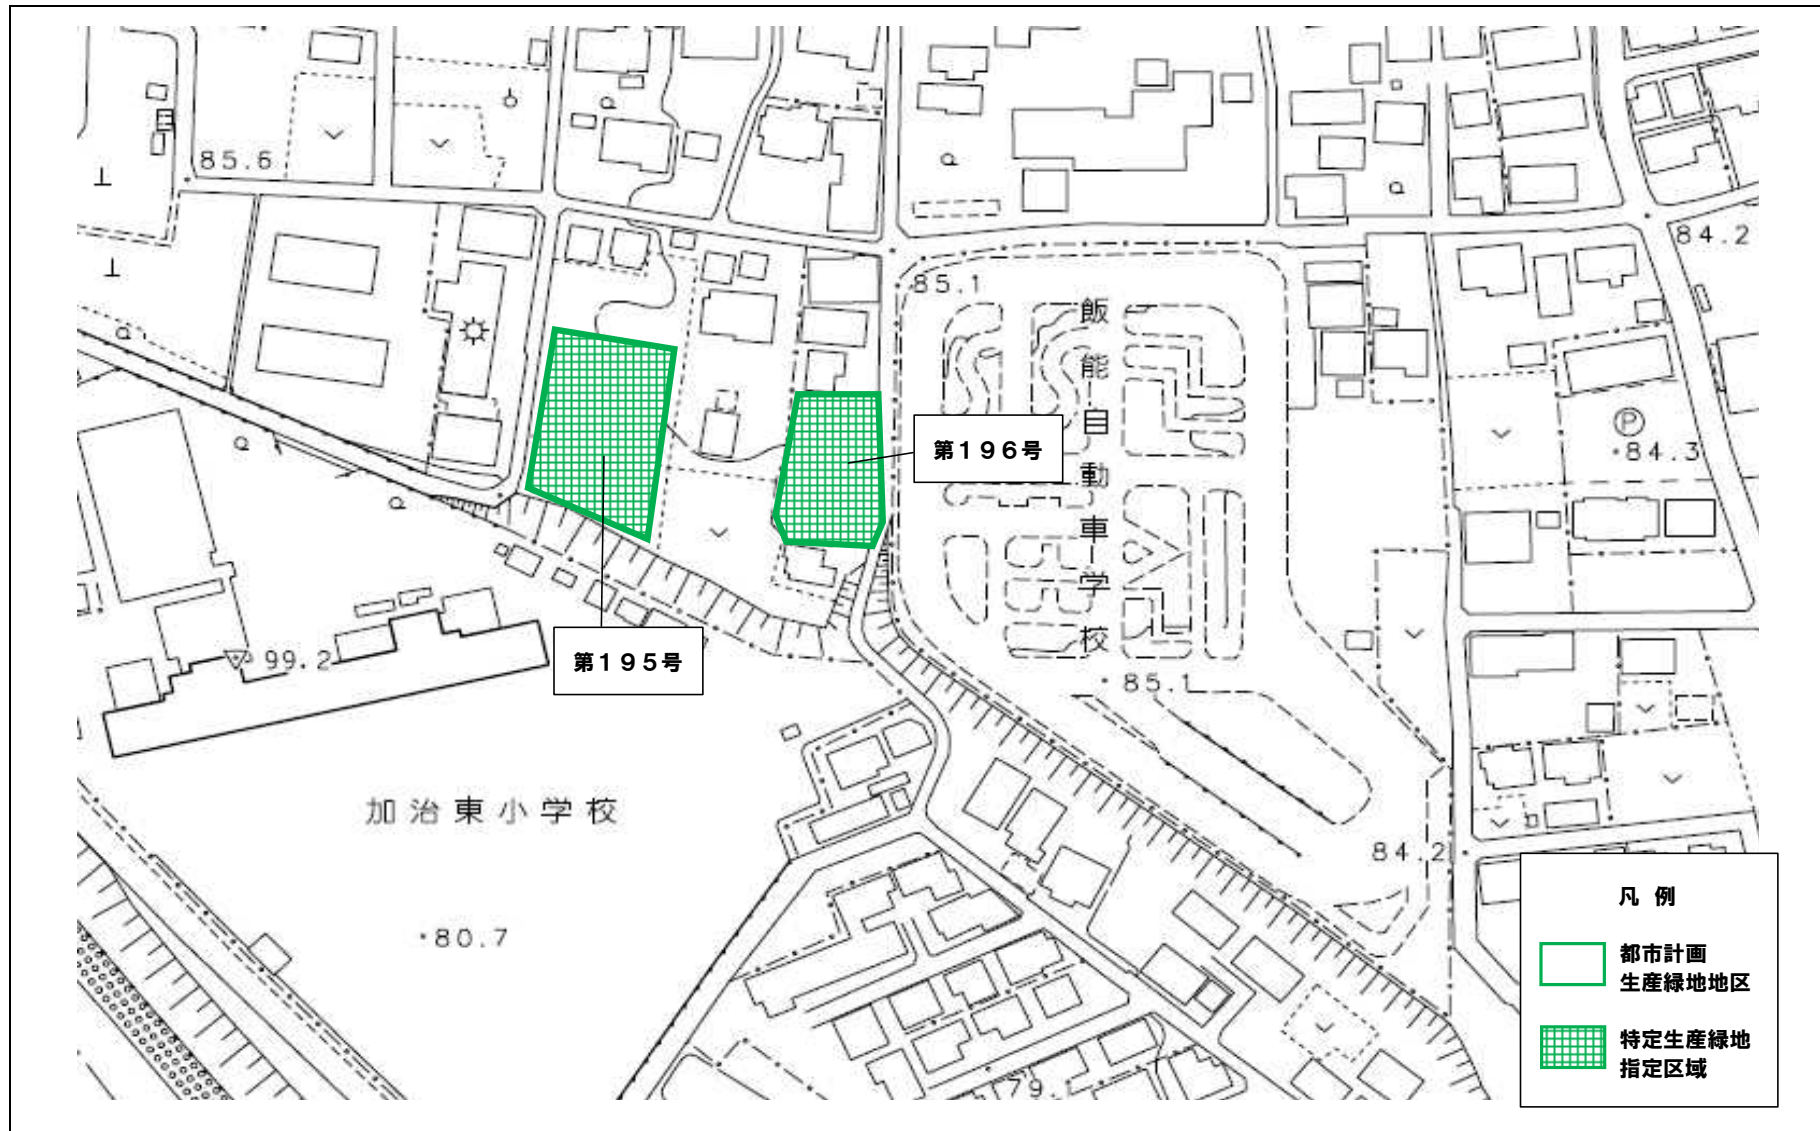 85.6
84.2
85.1
飯能自動車学校
第196号
84.3
第195号
99.2
85.1
加治東小学校
84.2
80.7
凡 例
都市計画
生産緑地地区
特定生産緑地
指定区域